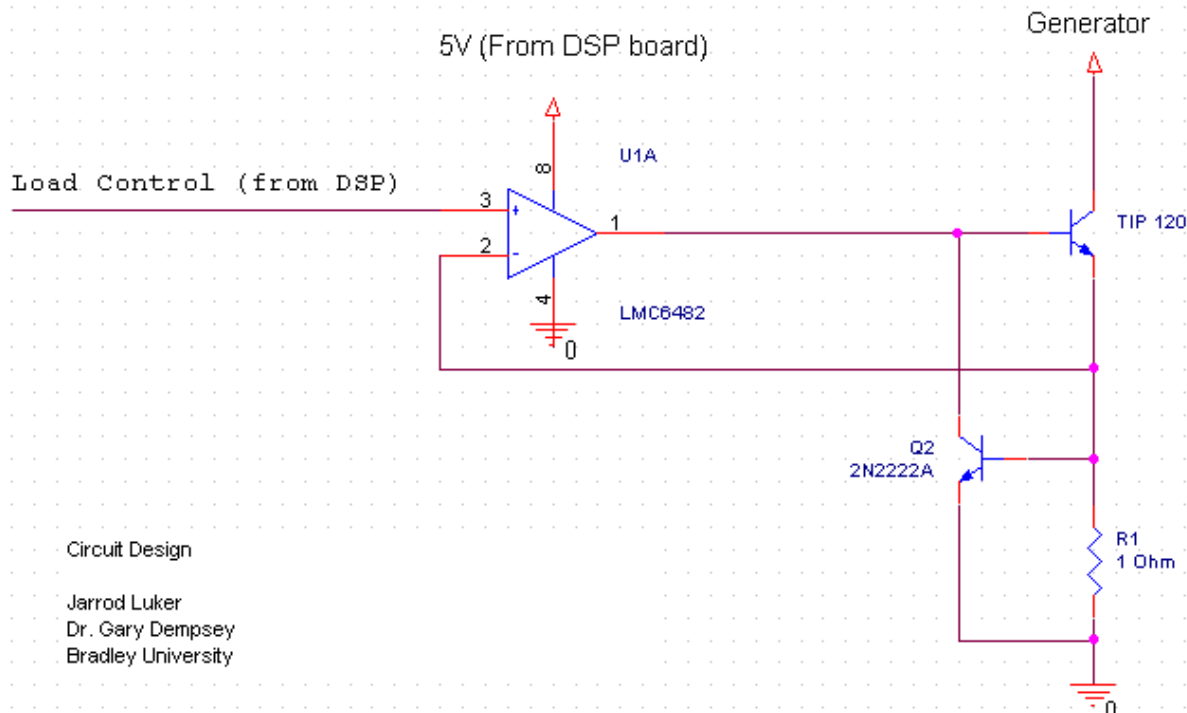 Generator
5V (From DSP board)
8
U1A
Load Control (from DSP)
3
+
1
TIP 120
2
-
4
LMC6482
0
Q2
2N2222A
R1
1 Ohm
Circuit Design
Jarrod Luker
Dr. Gary Dempsey
Bradley University
0